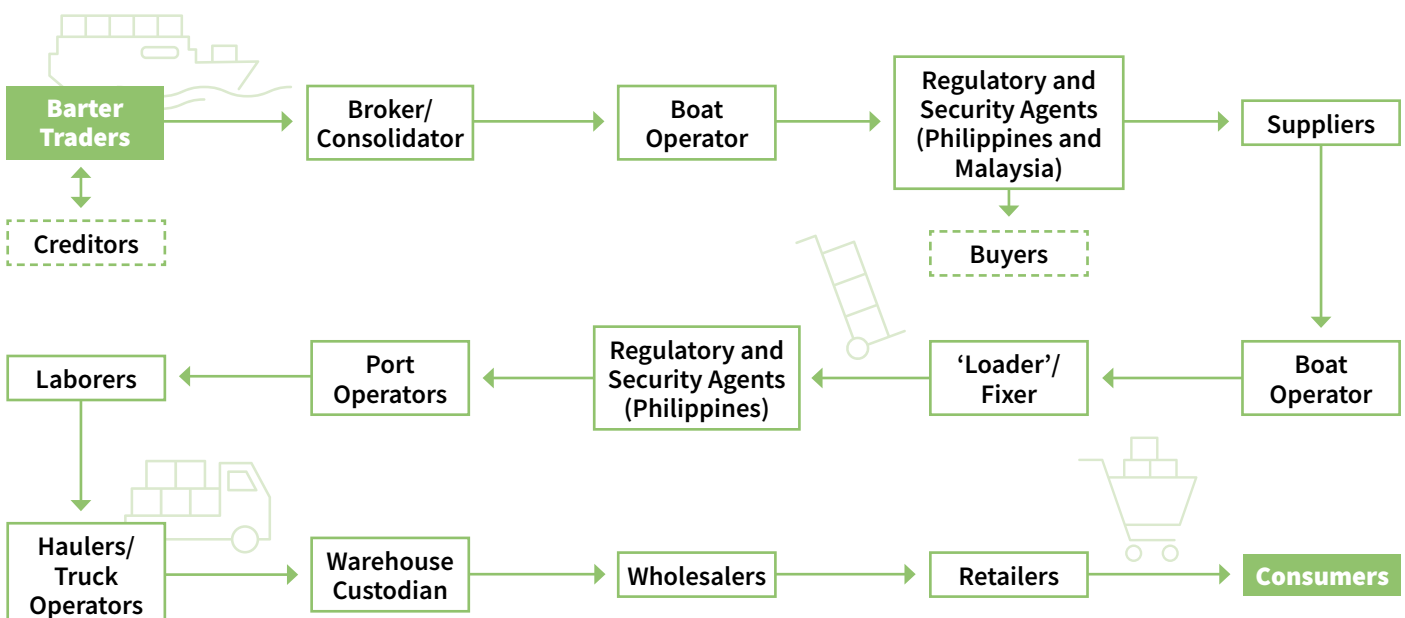 Barter
Traders
Broker/
Consolidator
Boat
Operator
Regulatory and
Security Agents
(Philippines and
Malaysia)
Suppliers
Creditors
Buyers
Boat
Operator
‘Loader’/
Fixer
Regulatory and
Security Agents
(Philippines)
Port
Operators
Laborers
Haulers/
Truck
Operators
Warehouse
Custodian
Wholesalers
Retailers
Consumers